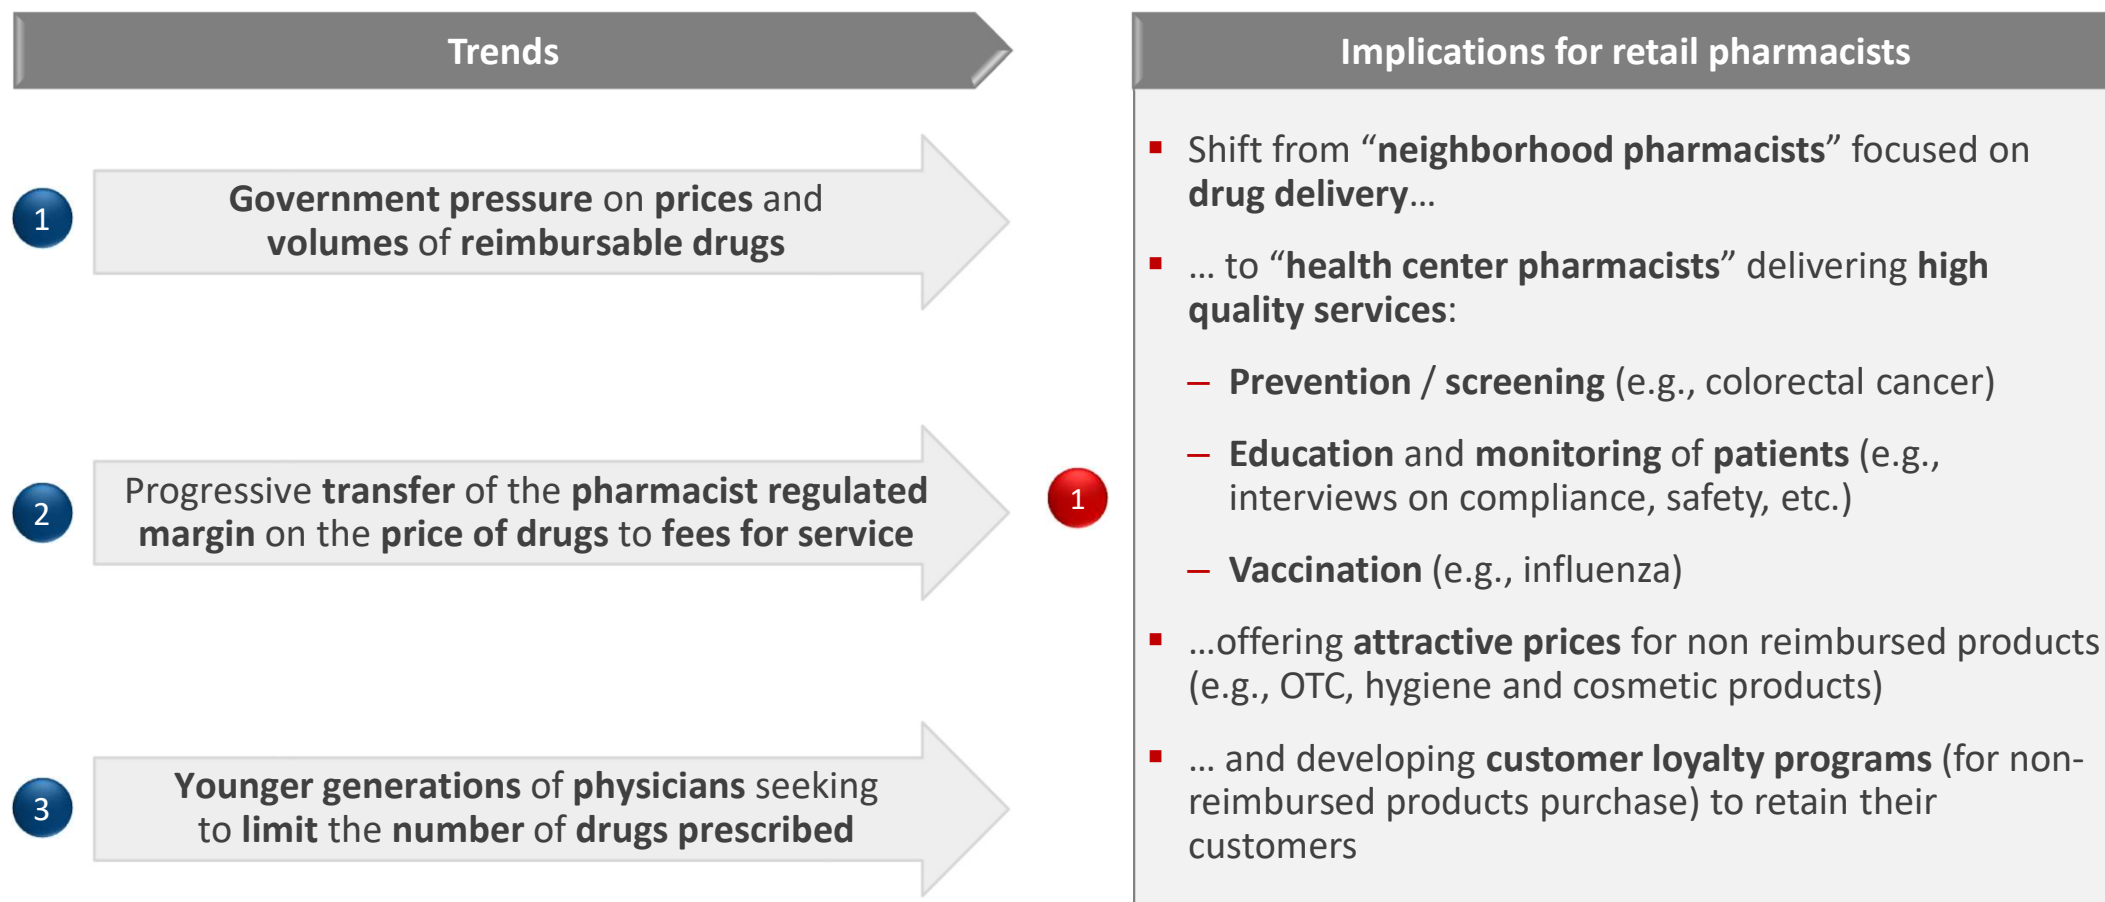 Trends
1
Government pressure on prices and
volumes of reimbursable drugs
2
Progressive transfer of the pharmacist regulated
margin on the price of drugs to fees for service
3
Younger generations of physicians seeking
to limit the number of drugs prescribed
1
Implications for retail pharmacists
▪ Shift from “neighborhood pharmacists” focused on
drug delivery…
▪ … to “health center pharmacists” delivering high
quality services:
– Prevention / screening (e.g., colorectal cancer)
– Education and monitoring of patients (e.g.,
interviews on compliance, safety, etc.)
– Vaccination (e.g., influenza)
▪ …offering attractive prices for non reimbursed products
(e.g., OTC, hygiene and cosmetic products)
▪ … and developing customer loyalty programs (for non-
reimbursed products purchase) to retain their
customers